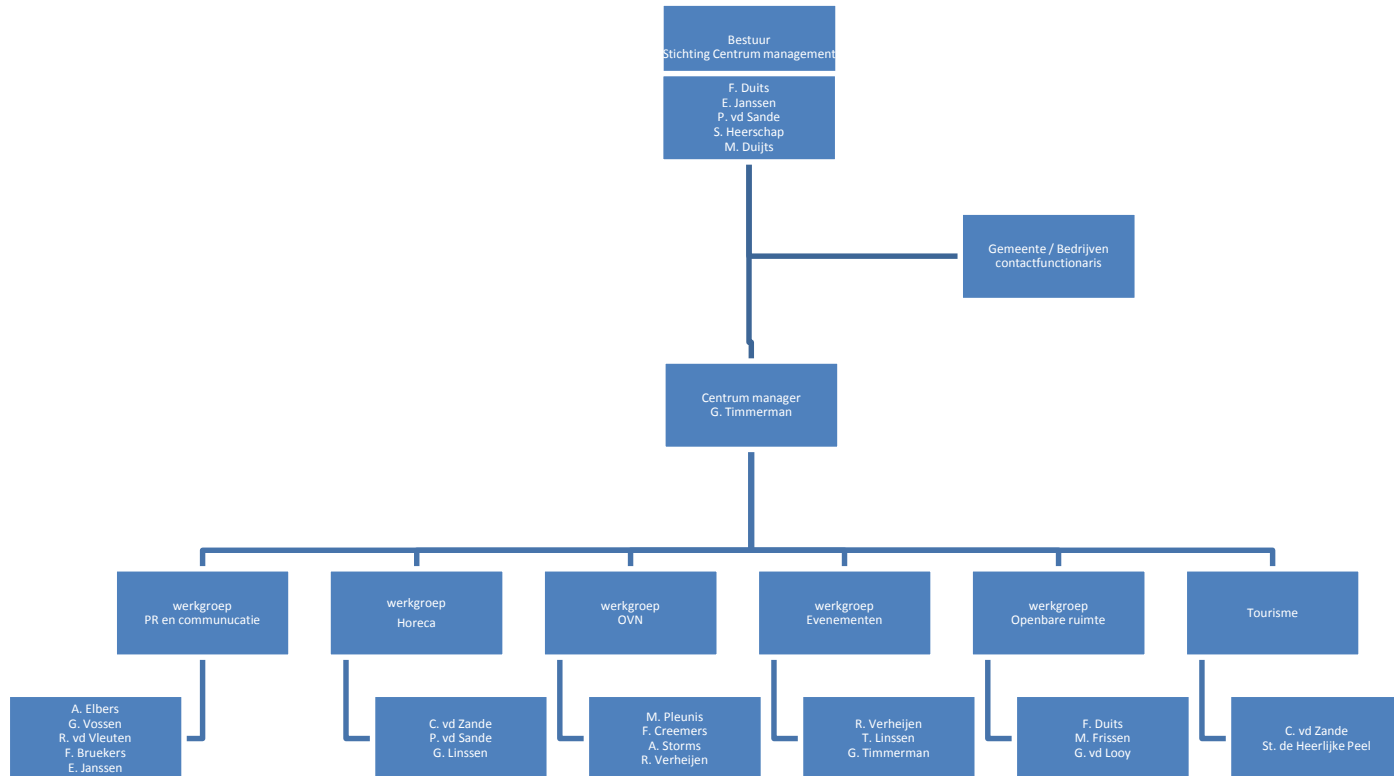 Bestuur
Stichting Centrum management
F. Duits
E. Janssen
P. vd Sande
S. Heerschap
M. Duijts
Gemeente / Bedrijven
contactfunctionaris
Centrum manager
G. Timmerman
werkgroep
PR en communucatie
werkgroep
Horeca
werkgroep
OVN
werkgroep
Evenementen
werkgroep
Openbare ruimte
Tourisme
A. Elbers
G. Vossen
R. vd Vleuten
F. Bruekers
E. Janssen
C. vd Zande
P. vd Sande
G. Linssen
M. Pleunis
F. Creemers
A. Storms
R. Verheijen
R. Verheijen
T. Linssen
G. Timmerman
F. Duits
M. Frissen
G. vd Looy
C. vd Zande
St. de Heerlijke Peel